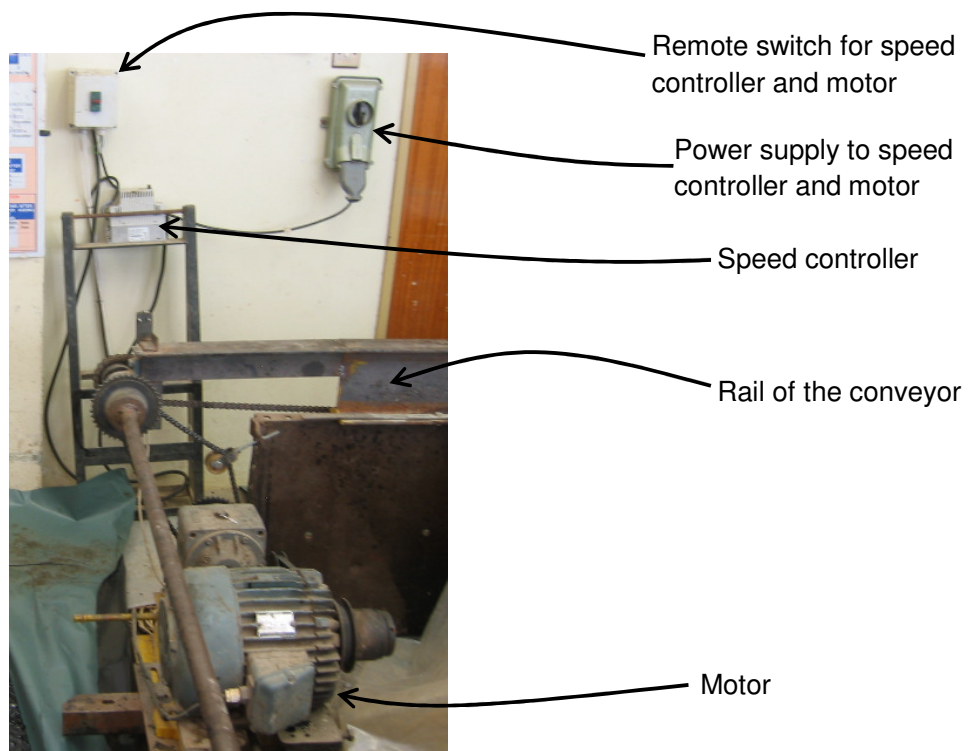 Remote switch for speed
controller and motor
Power supply to speed
controller and motor
Speed controller
Rail of the conveyor
Motor